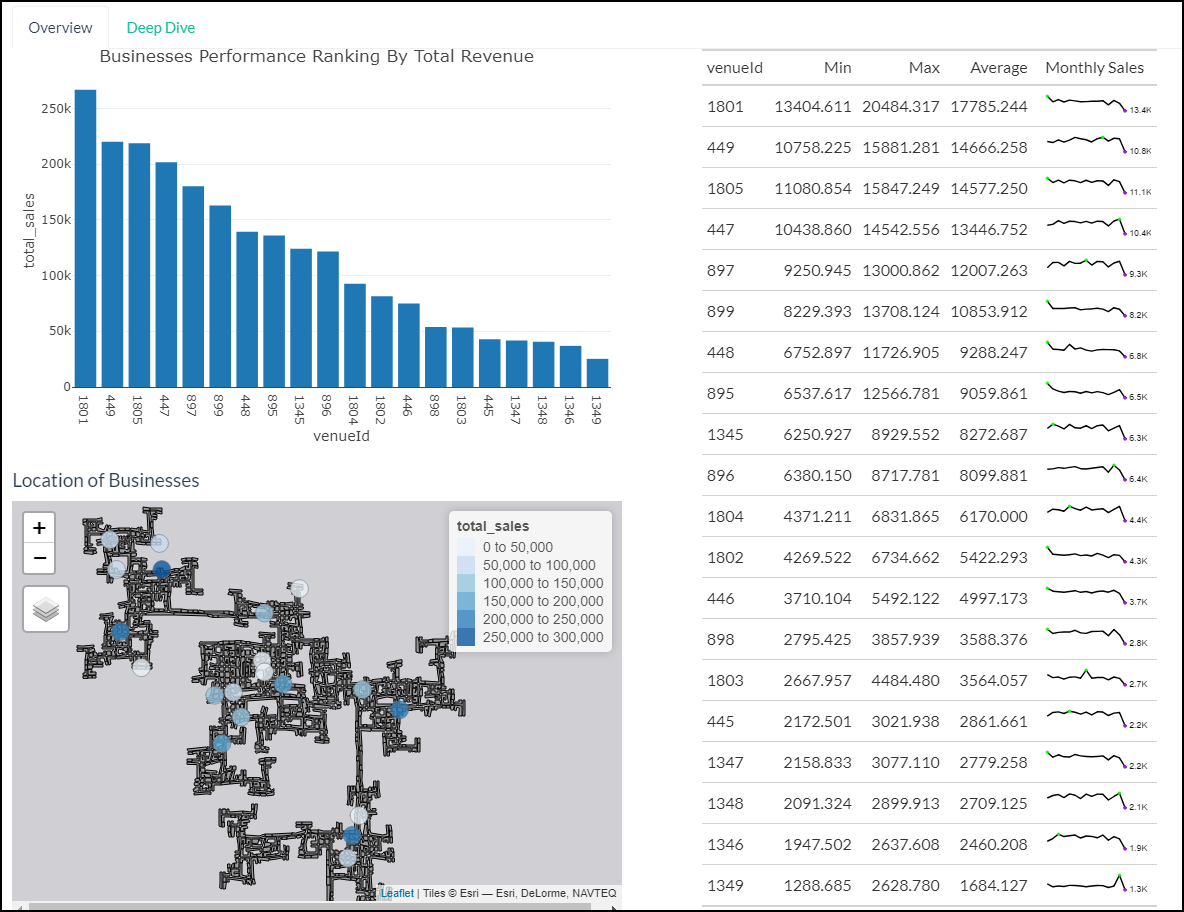 Overview Deep Dive
Businesses Performance Ranking By Total Revenue
total_sales
250k
200k
150k
100k
50k
0
1801 449 1805 447 897 899 448 895 1345 896 1804 1802 446 898 1803 445 1347 1348 1346 1349
venueId
Location of Businesses
+
−
total_sales
0 to 50,000
50,000 to 100,000
100,000 to 150,000
150,000 to 200,000
200,000 to 250,000
250,000 to 300,000
Leaflet | Tiles © Esri — Esri, DeLorme, NAVTEQ
venueId Min Max Average Monthly Sales
1801 13404.611 20484.317 17785.244 13.4K
449 10758.225 15881.281 14666.258 10.8K
1805 11080.854 15847.249 14577.250 11.1K
447 10438.860 14542.556 13446.752 10.4K
897 9250.945 13000.862 12007.263 9.3K
899 8229.393 13708.124 10853.912 8.2K
448 6752.897 11726.905 9288.247 6.8K
895 6537.617 12566.781 9059.861 6.5K
1345 6250.927 8929.552 8272.687 6.3K
896 6380.150 8717.781 8099.881 6.4K
1804 4371.211 6831.865 6170.000 4.4K
1802 4269.522 6734.662 5422.293 4.3K
446 3710.104 5492.122 4997.173 3.7K
898 2795.425 3857.939 3588.376 2.8K
1803 2667.957 4484.480 3564.057 2.7K
445 2172.501 3021.938 2861.661 2.2K
1347 2158.833 3077.110 2779.258 2.2K
1348 2091.324 2899.913 2709.125 2.1K
1346 1947.502 2637.608 2460.208 1.9K
1349 1288.685 2628.780 1684.127 1.3K